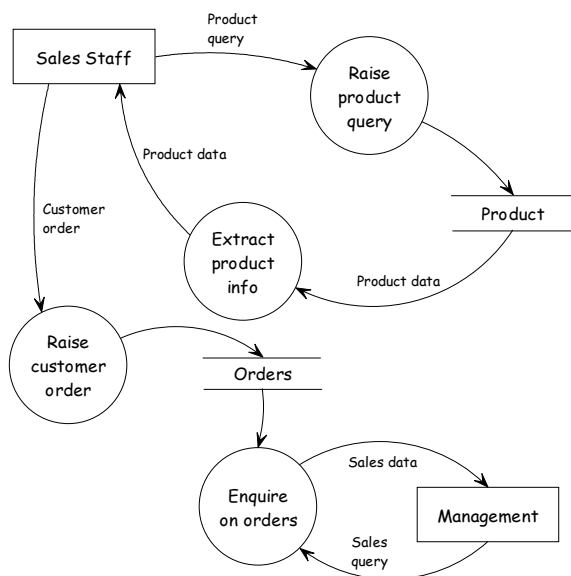 Product
query
Sales Staff
Raise
product
query
Product data
Customer
order
Product
Extract
product
info
Product data
Raise
customer
order
Orders
Sales data
Enquire
on orders
Management
Sales
query